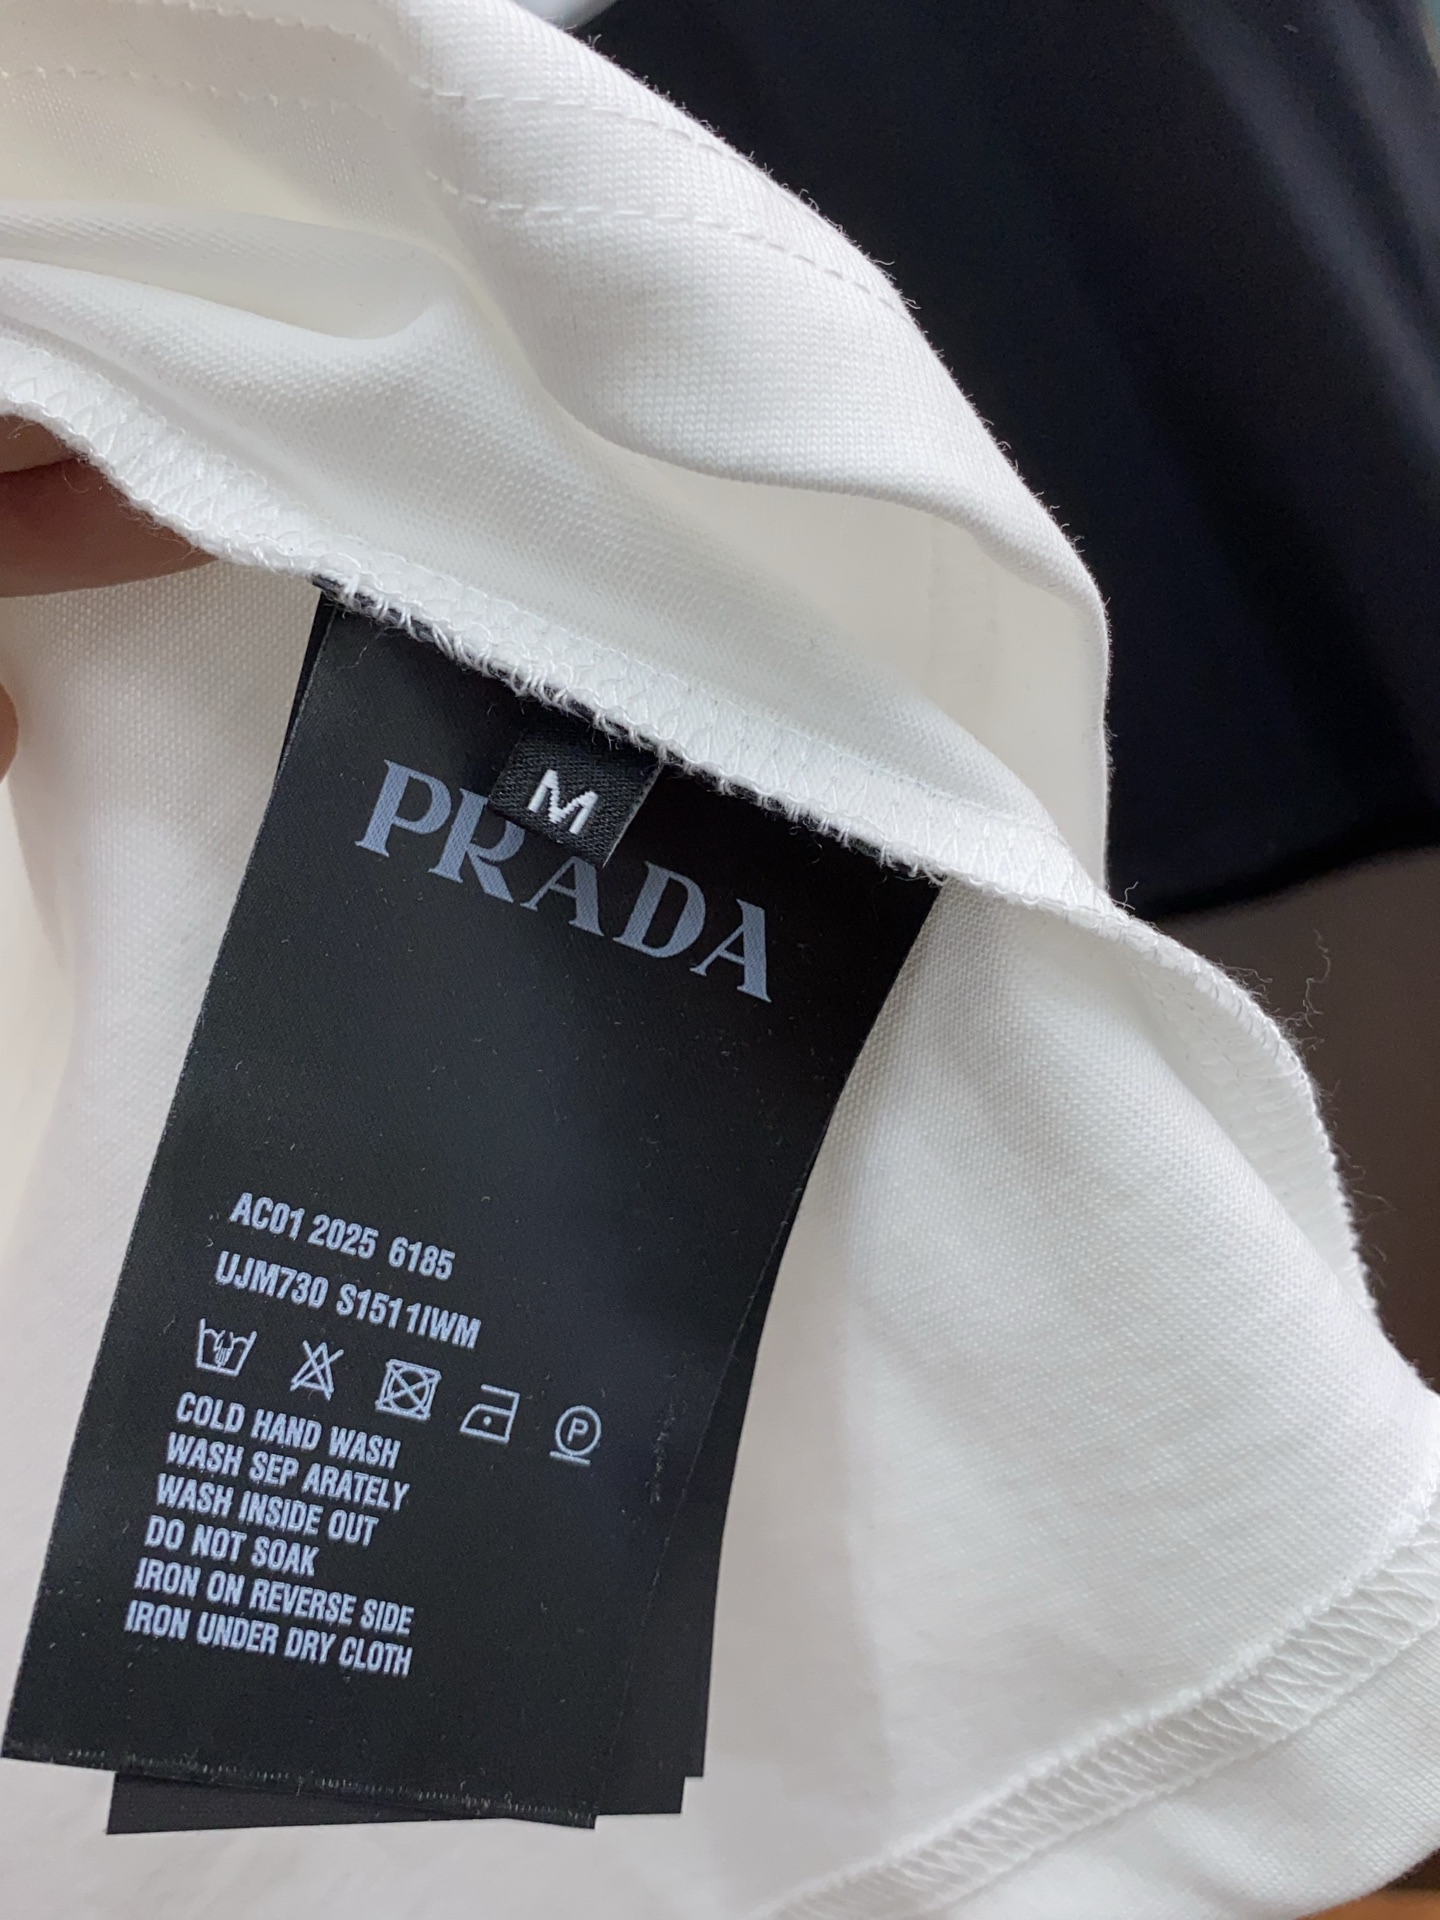 M
PRADA
AC01 2025 6185
UJM730 S1511IWM
P
COLD HAND WASH
WASH SEP ARATELY
WASH INSIDE OUT
DO NOT SOAK
IRON ON REVERSE SIDE
IRON UNDER DRY CLOTH